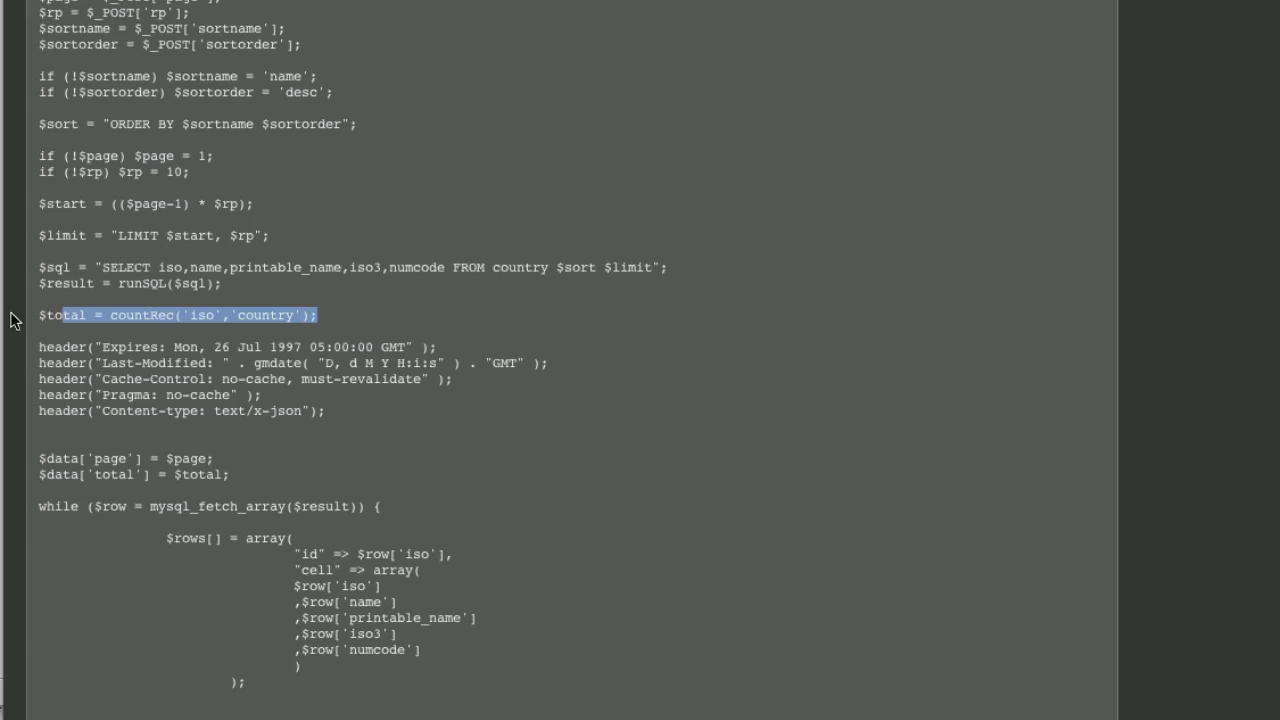 $rp = $_POST['rp'];
$sortname = $_POST['sortname'];
$sortorder = $_POST['sortorder'];
if (!$sortname) $sortname = 'name';
if (!$sortorder) $sortorder = 'desc';
$sort = "ORDER BY $sortname $sortorder";
if (!$page) $page = 1;
if (!$rp) $rp = 10;
$start = (($page-1) * $rp);
$limit = "LIMIT $start, $rp";
$sql = "SELECT iso,name,printable_name,iso3,numcode FROM country $sort $limit";
$result = runSQL($sql);
$total = countRec('iso','country');
header("Expires: Mon, 26 Jul 1997 05:00:00 GMT" );
header("Last-Modified: " . gmdate( "D, d M Y H:i:s" ) . "GMT" );
header("Cache-Control: no-cache, must-revalidate" );
header("Pragma: no-cache" );
header("Content-type: text/x-json");
$data['page'] = $page;
$data['total'] = $total;
while ($row = mysql_fetch_array($result)) {
$rows[] = array(
"id" => $row['iso'],
"cell" => array(
$row['iso']
,$row['name']
,$row['printable_name']
,$row['iso3']
,$row['numcode']
)
);